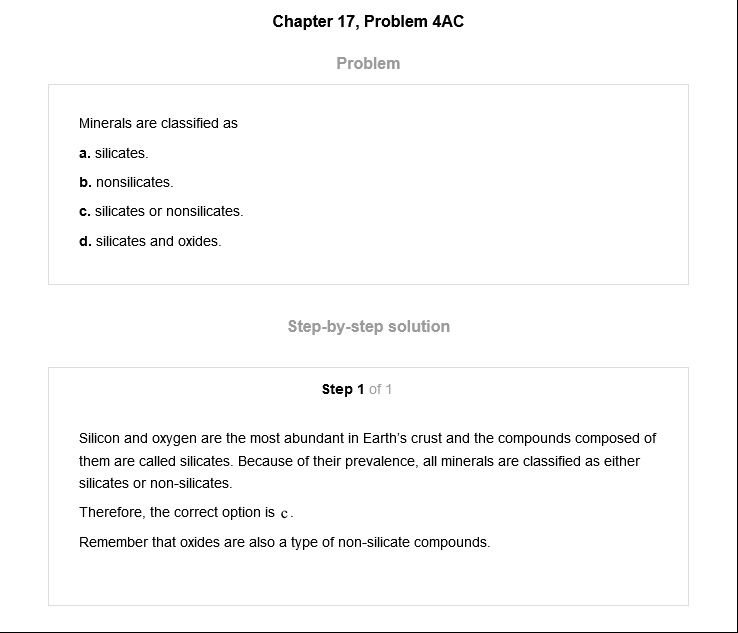 Chapter 17, Problem 4AC
Problem
Minerals are classified as
a. silicates.
b. nonsilicates.
c. silicates or nonsilicates.
d. silicates and oxides.
Step-by-step solution
Step 1 of 1
Silicon and oxygen are the most abundant in Earth's crust and the compounds composed of
them are called silicates. Because of their prevalence, all minerals are classified as either
silicates or non-silicates.
Therefore, the correct option is c.
Remember that oxides are also a type of non-silicate compounds.